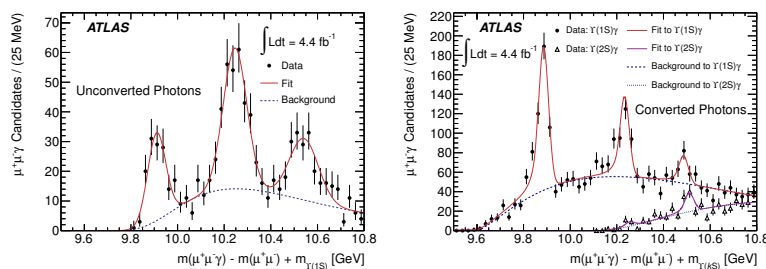 μ⁺μ⁻γ Candidates / (25 MeV)
70
60
50
40
30
20
10
0
ATLAS
∫ Ldt = 4.4 fb⁻¹
Data
Fit
Background
Unconverted Photons
9.6 9.8 10.0 10.2 10.4 10.6 10.8
m(μ⁺μ⁻γ) - m(μ⁺μ⁻) + m_Υ(1S) [GeV]
μ⁺μ⁻γ Candidates / (25 MeV)
220
200
180
160
140
120
100
80
60
40
20
0
ATLAS
∫ Ldt = 4.4 fb⁻¹
Data: Υ(1S)γ
Data: Υ(2S)γ
Fit to Υ(1S)γ
Fit to Υ(2S)γ
Background to Υ(1S)γ
Background to Υ(2S)γ
Converted Photons
9.6 9.8 10.0 10.2 10.4 10.6 10.8
m(μ⁺μ⁻γ) - m(μ⁺μ⁻) + m_Υ(kS) [GeV]